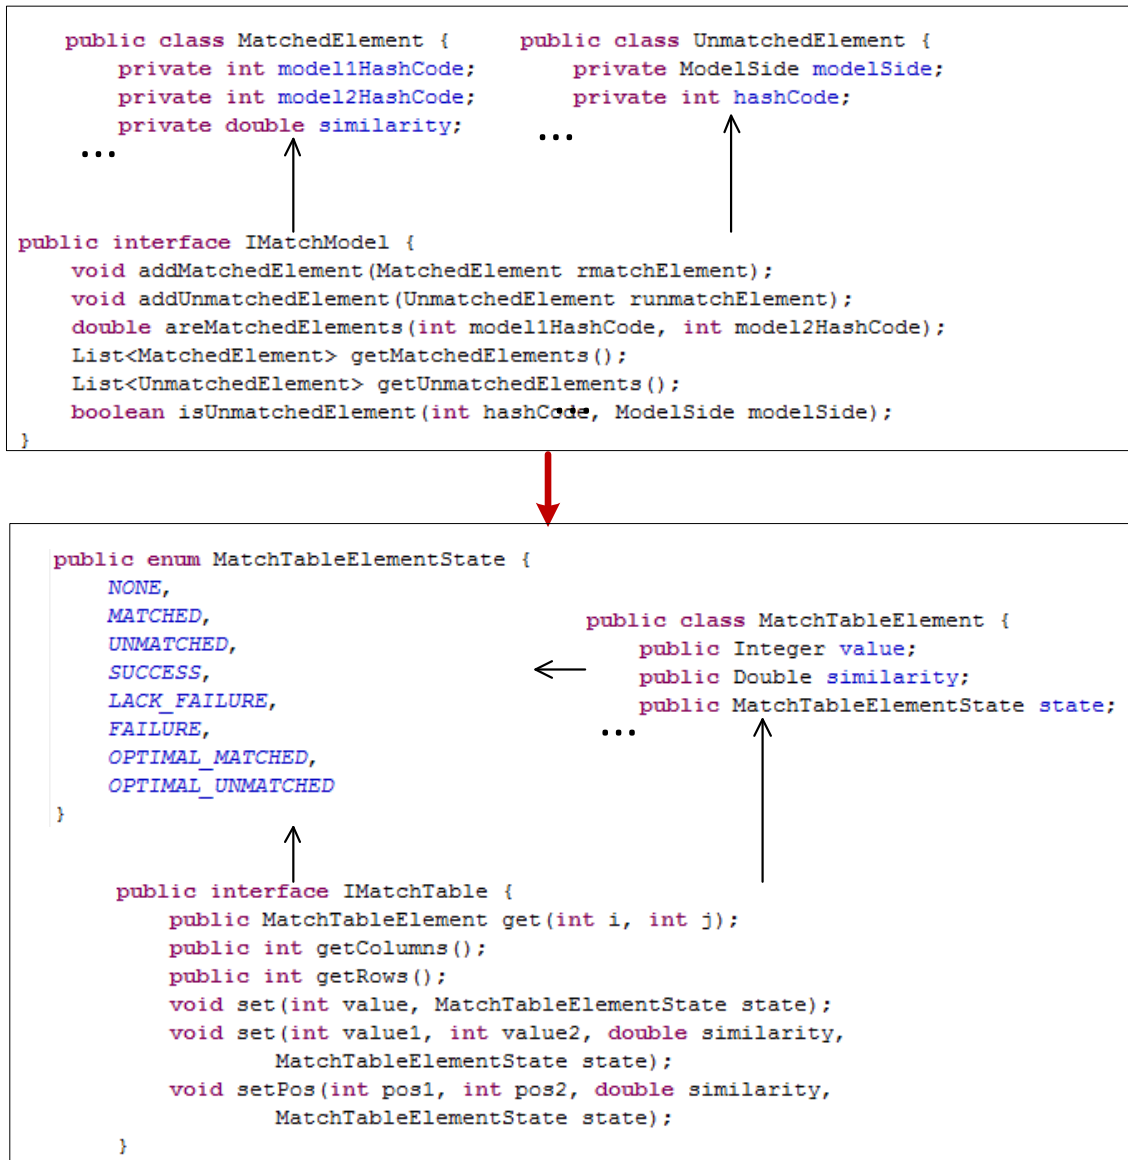 public class MatchedElement {
private int model1HashCode;
private int model2HashCode;
private double similarity;
...
public class UnmatchedElement {
private ModelSide modelSide;
private int hashCode;
...
public interface IMatchModel {
void addMatchedElement(MatchedElement rmatchElement);
void addUnmatchedElement(UnmatchedElement runmatchElement);
double areMatchedElements(int model1HashCode, int model2HashCode);
List<MatchedElement> getMatchedElements();
List<UnmatchedElement> getUnmatchedElements();
boolean isUnmatchedElement(int hashCode, ModelSide modelSide);
...
}
public enum MatchTableElementState {
NONE,
MATCHED,
UNMATCHED,
SUCCESS,
LACK_FAILURE,
FAILURE,
OPTIMAL_MATCHED,
OPTIMAL_UNMATCHED
}
public class MatchTableElement {
public Integer value;
public Double similarity;
public MatchTableElementState state;
...
public interface IMatchTable {
public MatchTableElement get(int i, int j);
public int getColumns();
public int getRows();
void set(int value, MatchTableElementState state);
void set(int value1, int value2, double similarity,
MatchTableElementState state);
void setPos(int pos1, int pos2, double similarity,
MatchTableElementState state);
}